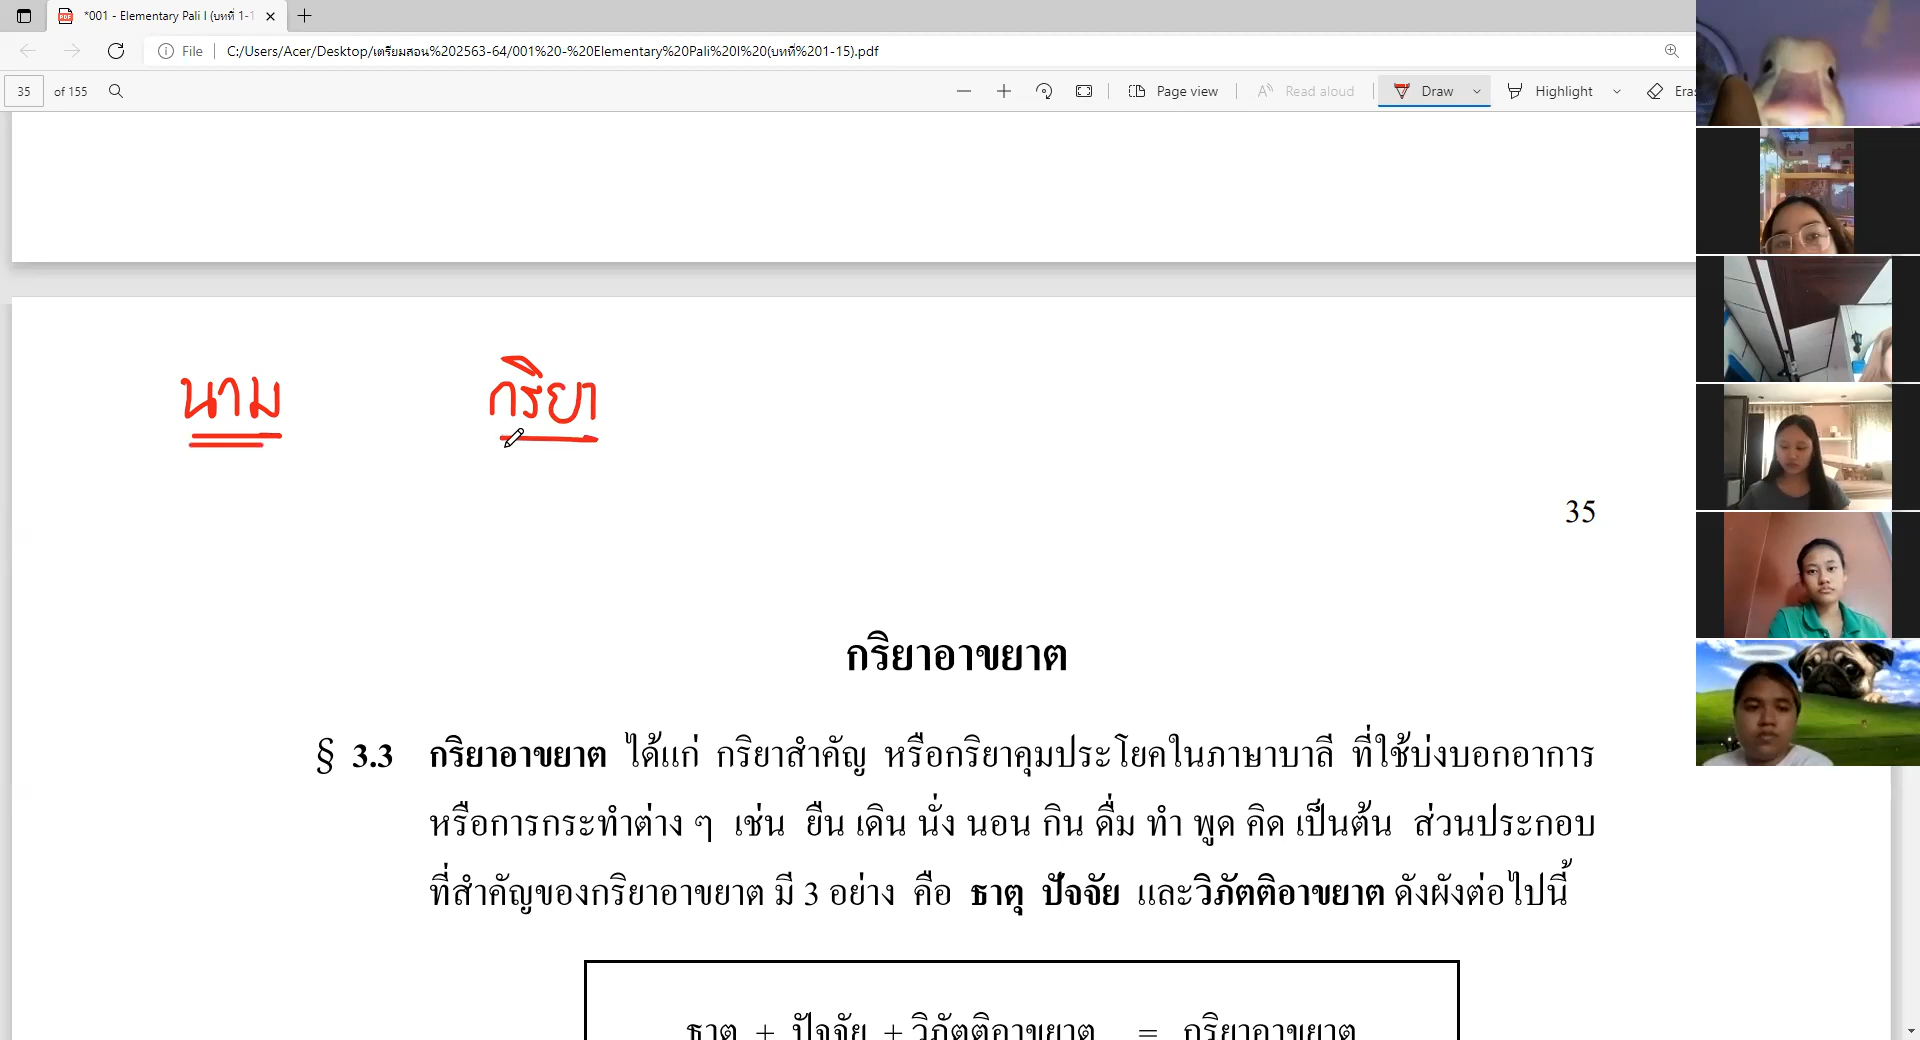 *001 - Elementary Pali I (บทที่ 1-1
File
C:/Users/Acer/Desktop/เตรียมสอน%202563-64/001%20-%20Elementary%20Pali%20I%20(บทที่%201-15).pdf
35 of 155
Page view
Read aloud
Draw
Highlight
Eras
นาม กริยา
35
กริยาอาขยาต
§ 3.3 กริยาอาขยาต ได้แก่ กริยาสำคัญ หรือกริยาคุมประโยคในภาษาบาลี ที่ใช้บ่งบอกอาการ
หรือการกระทำต่าง ๆ เช่น ยืน เดิน นั่ง นอน กิน ดื่ม ทำ พูด คิด เป็นต้น ส่วนประกอบ
ที่สำคัญของกริยาอาขยาต มี 3 อย่าง คือ ธาตุ ปัจจัย และวิภัตติอาขยาต ดังผังต่อไปนี้
ธาตุ + ปัจจัย + วิภัตติอาขยาต = กริยาอาขยาต